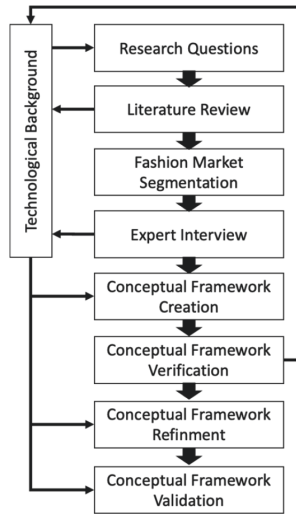 Technological Background
Research Questions
Literature Review
Fashion Market
Segmentation
Expert Interview
Conceptual Framework
Creation
Conceptual Framework
Verification
Conceptual Framework
Refinment
Conceptual Framework
Validation